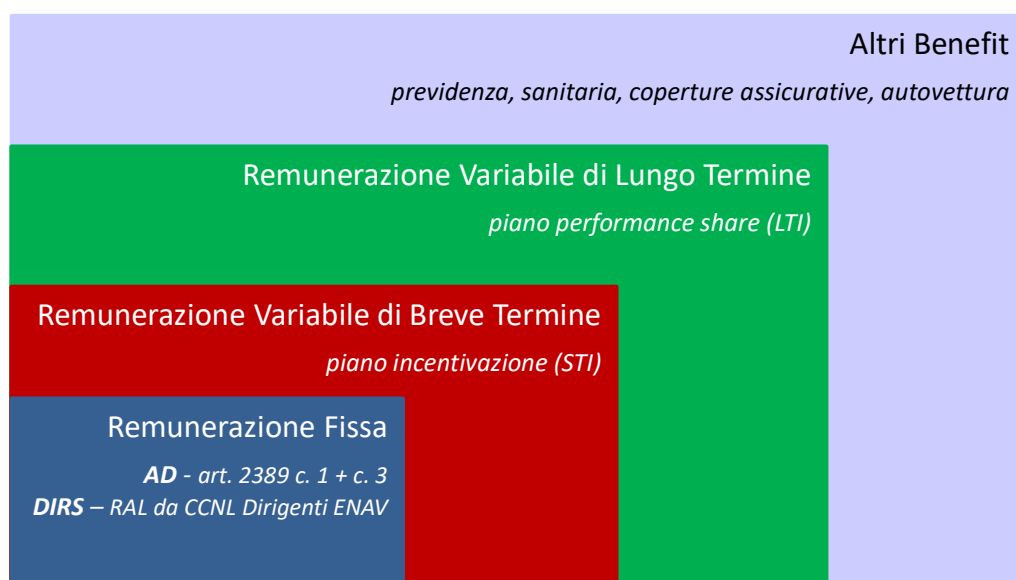 Altri Benefit
previdenza, sanitaria, coperture assicurative, autovettura
Remunerazione Variabile di Lungo Termine
piano performance share (LTI)
Remunerazione Variabile di Breve Termine
piano incentivazione (STI)
Remunerazione Fissa
AD - art. 2389 c. 1 + c. 3
DIRS – RAL da CCNL Dirigenti ENAV